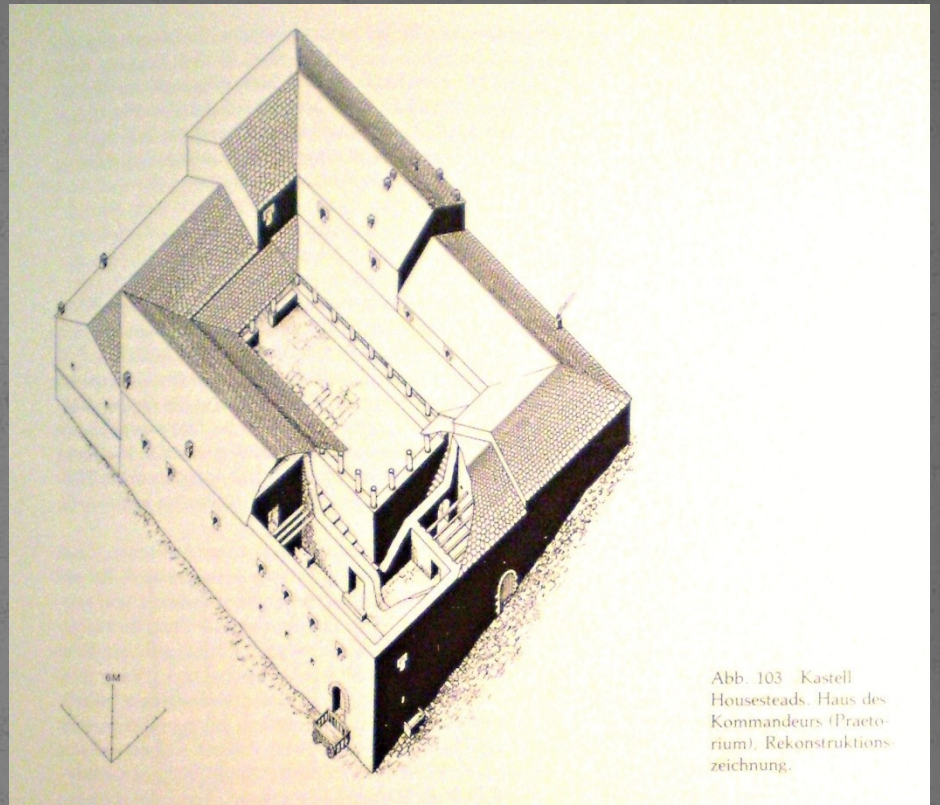 6M
Abb. 103 Kastell
Housesteads. Haus des
Kommandeurs (Praeto-
rium), Rekonstruktions-
zeichnung.